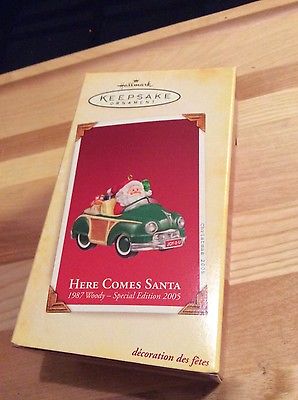 Hallmark
KEEPSAKE
ORNAMENT
Christmas 2005
HERE COMES SANTA
1987 Woody – Special Edition 2005
décoration des fêtes